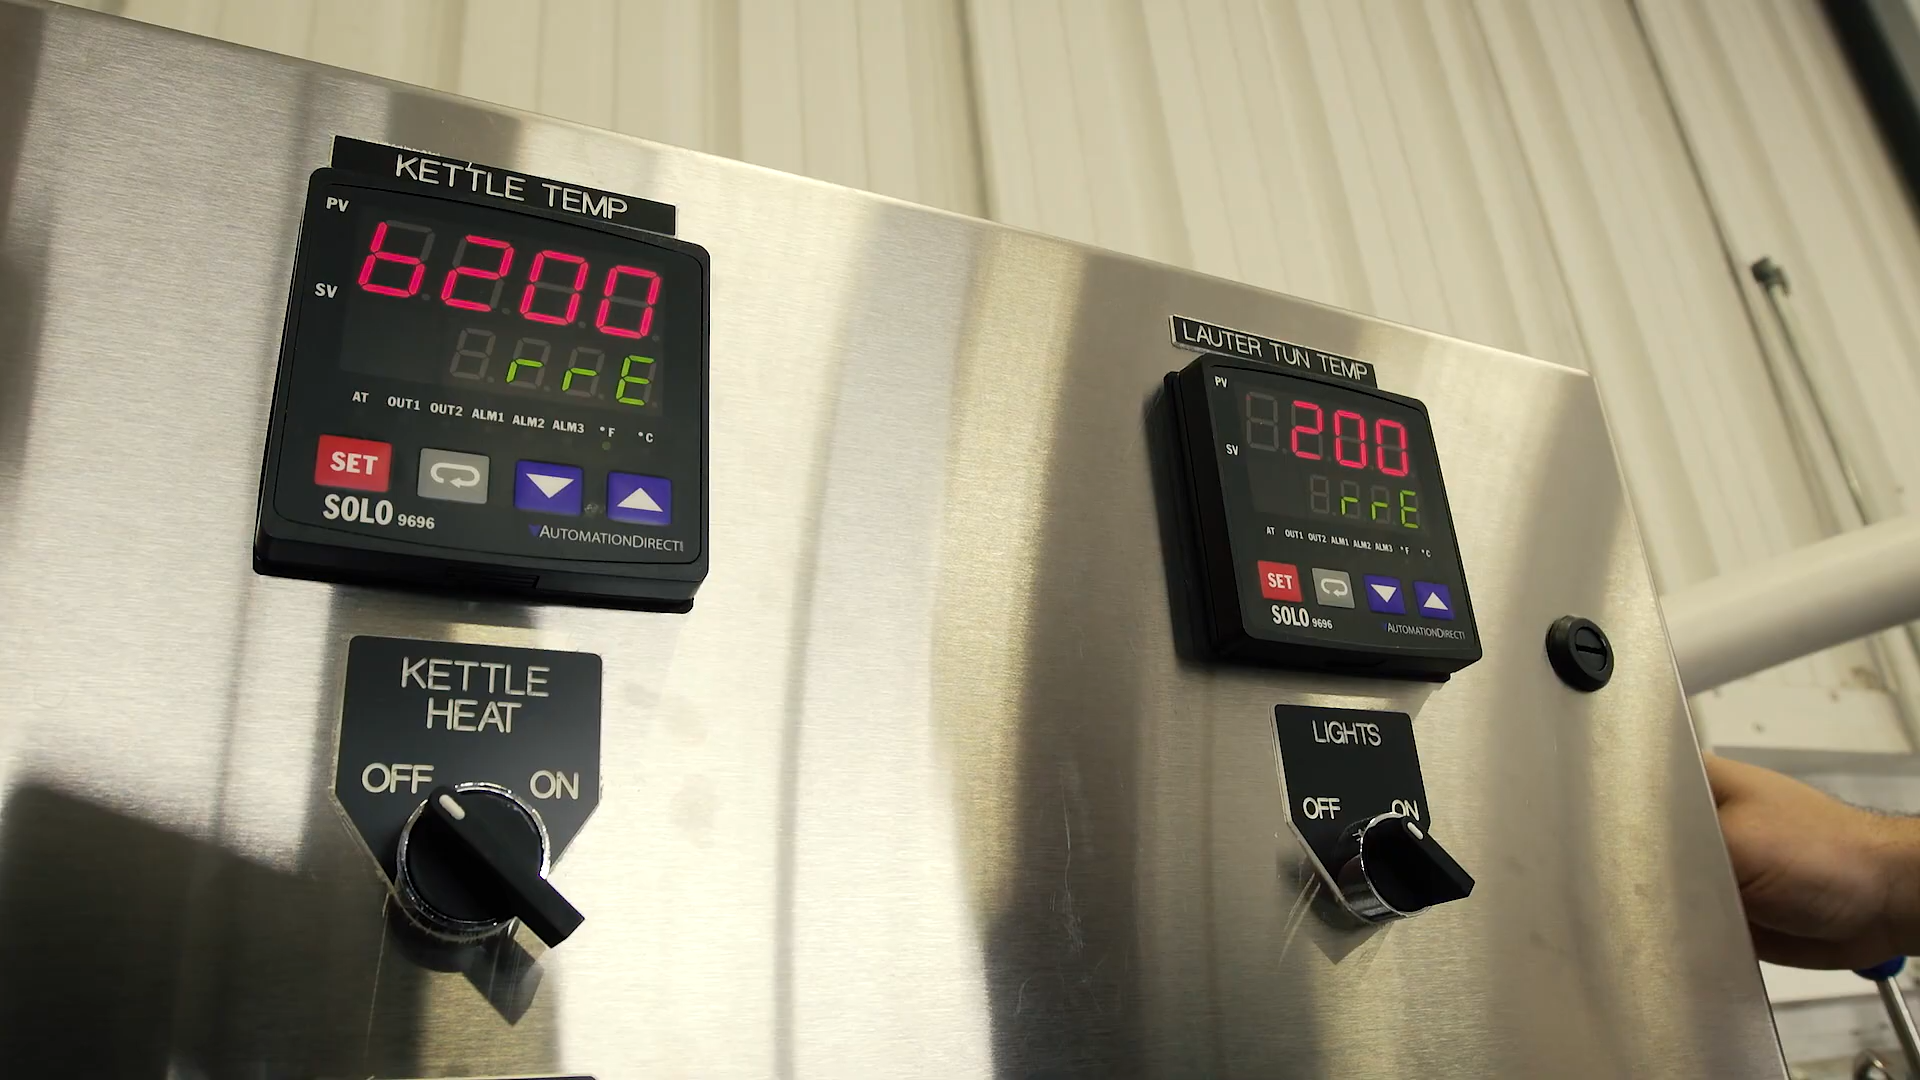 KETTLE TEMP
PV
b200
SV
rrE
AT OUT1 OUT2 ALM1 ALM2 ALM3 °F °C
SET
SOLO 9696
AUTOMATIONDIRECT
KETTLE
HEAT
OFF ON
LAUTER TUN TEMP
PV
200
SV
rrE
AT OUT1 OUT2 ALM1 ALM2 ALM3 °F °C
SET
SOLO 9696
AUTOMATIONDIRECT
LIGHTS
OFF ON